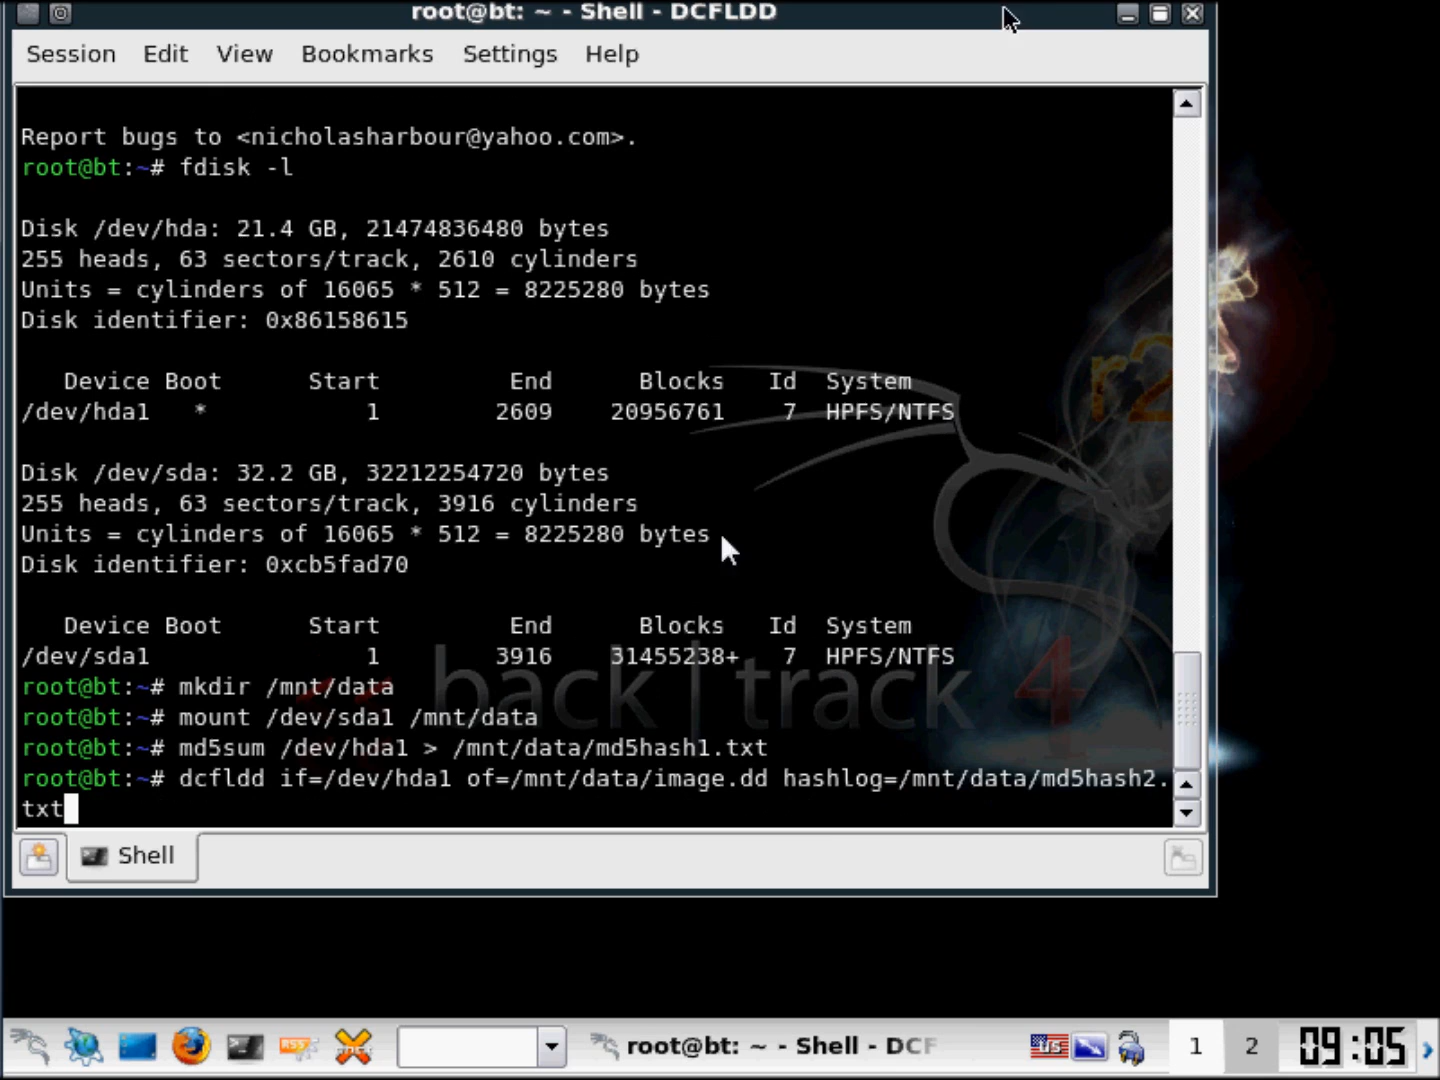 root@bt: ~ - Shell - DCFLDD
Session Edit View Bookmarks Settings Help
Report bugs to <nicholasharbour@yahoo.com>.
root@bt:~# fdisk -l
Disk /dev/hda: 21.4 GB, 21474836480 bytes
255 heads, 63 sectors/track, 2610 cylinders
Units = cylinders of 16065 * 512 = 8225280 bytes
Disk identifier: 0x86158615
Device Boot Start End Blocks Id System
/dev/hda1 * 1 2609 20956761 7 HPFS/NTFS
Disk /dev/sda: 32.2 GB, 32212254720 bytes
255 heads, 63 sectors/track, 3916 cylinders
Units = cylinders of 16065 * 512 = 8225280 bytes
Disk identifier: 0xcb5fad70
Device Boot Start End Blocks Id System
/dev/sda1 1 3916 31455238+ 7 HPFS/NTFS
root@bt:~# mkdir /mnt/data
root@bt:~# mount /dev/sda1 /mnt/data
root@bt:~# md5sum /dev/hda1 > /mnt/data/md5hash1.txt
root@bt:~# dcfldd if=/dev/hda1 of=/mnt/data/image.dd hashlog=/mnt/data/md5hash2.
txt
back | track 4
Shell
RSS
root@bt: ~ - Shell - DCF
US
1 2 09:05